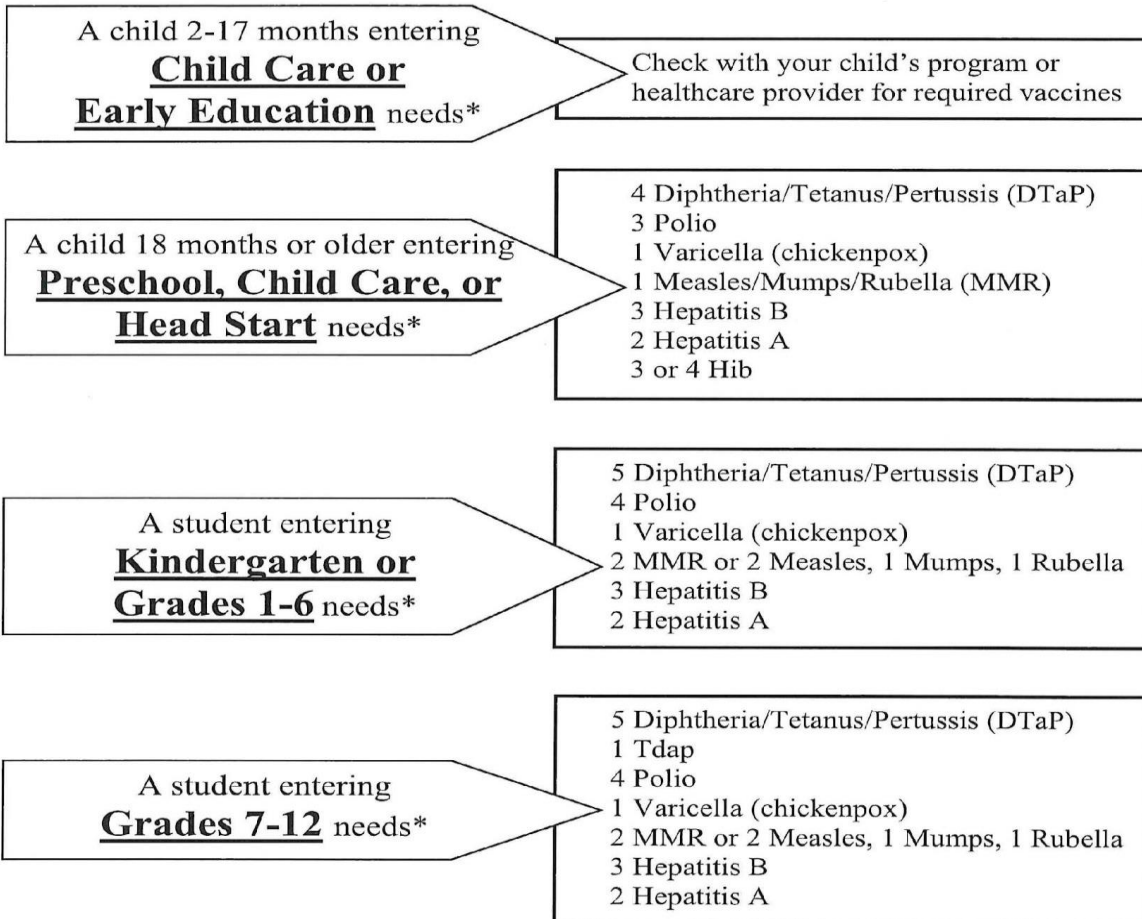 A child 2-17 months entering
Child Care or
Early Education needs*
Check with your child's program or
healthcare provider for required vaccines
A child 18 months or older entering
Preschool, Child Care, or
Head Start needs*
4 Diphtheria/Tetanus/Pertussis (DTaP)
3 Polio
1 Varicella (chickenpox)
1 Measles/Mumps/Rubella (MMR)
3 Hepatitis B
2 Hepatitis A
3 or 4 Hib
A student entering
Kindergarten or
Grades 1-6 needs*
5 Diphtheria/Tetanus/Pertussis (DTaP)
4 Polio
1 Varicella (chickenpox)
2 MMR or 2 Measles, 1 Mumps, 1 Rubella
3 Hepatitis B
2 Hepatitis A
A student entering
Grades 7-12 needs*
5 Diphtheria/Tetanus/Pertussis (DTaP)
1 Tdap
4 Polio
1 Varicella (chickenpox)
2 MMR or 2 Measles, 1 Mumps, 1 Rubella
3 Hepatitis B
2 Hepatitis A